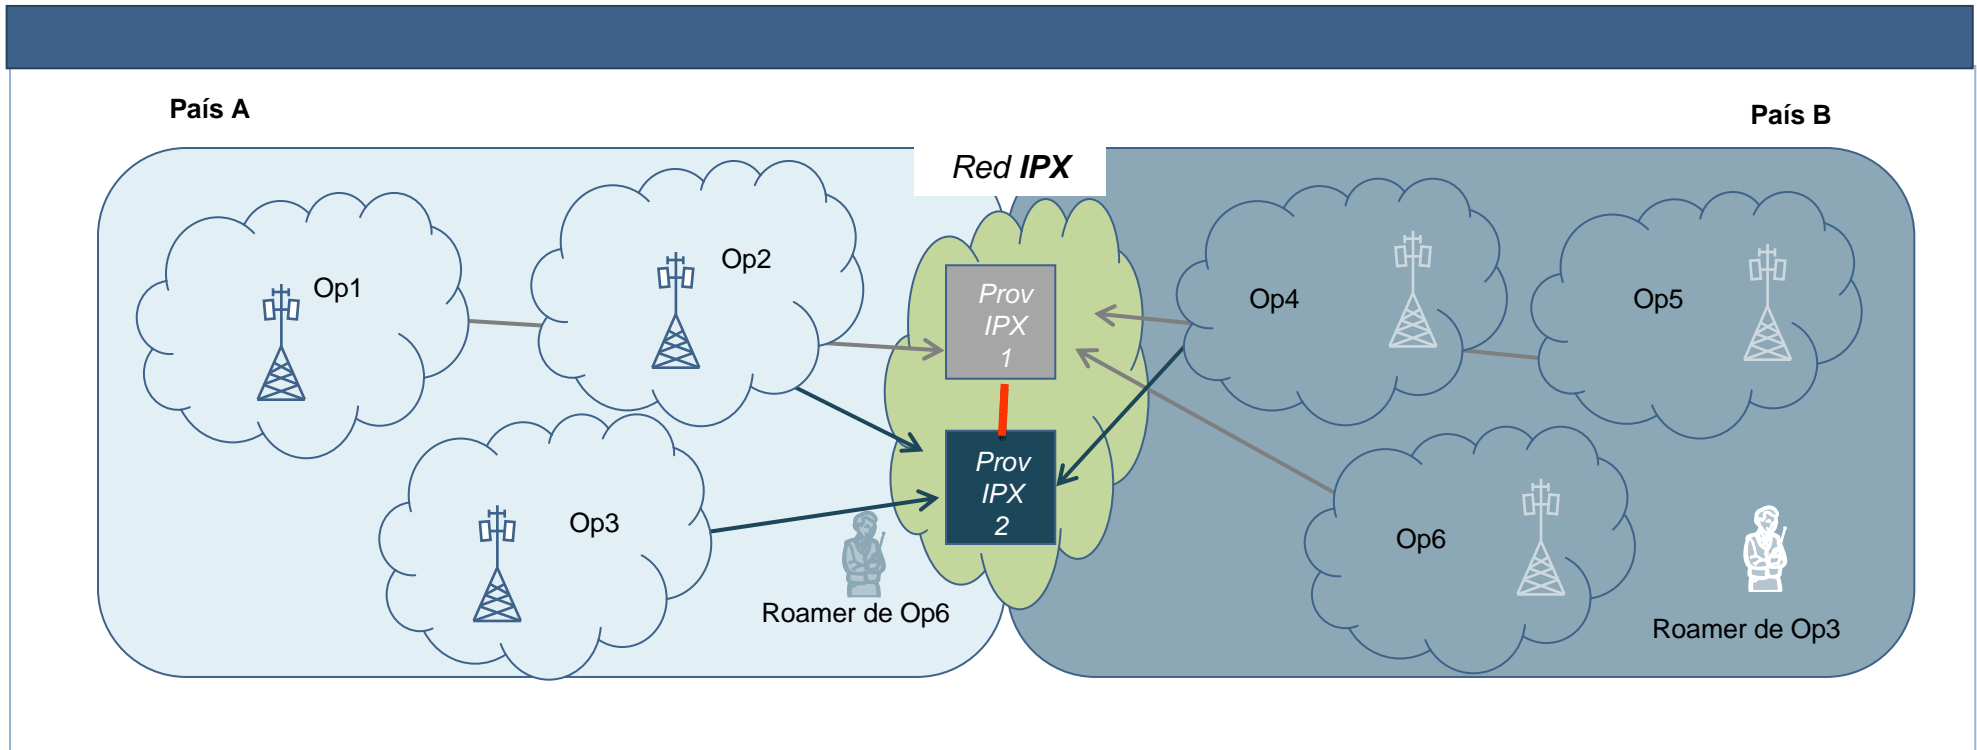 País A
País B
Red IPX
Op1
Op2
Prov
IPX
1
Op4
Op5
Prov
IPX
2
Op3
Op6
Roamer de Op6
Roamer de Op3